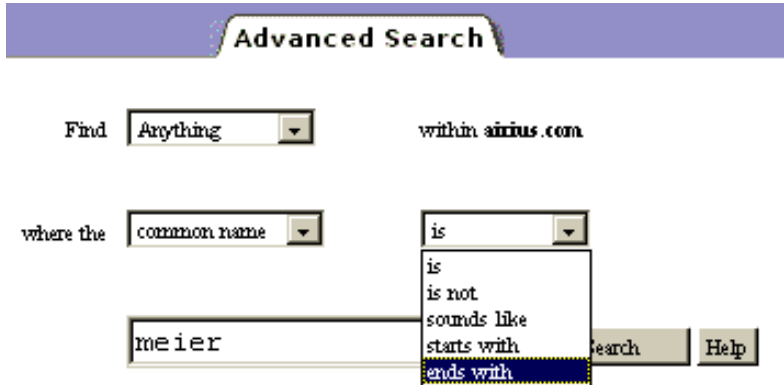 Advanced Search
Find Anything within airius.com
where the common name is
is
is not
sounds like
meier starts with Search Help
ends with